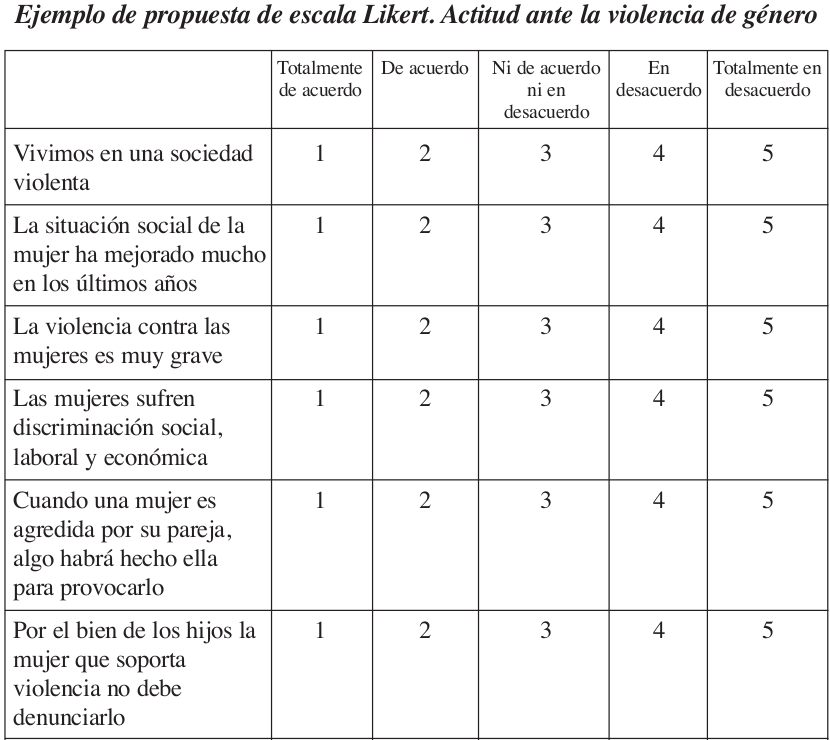 Ejemplo de propuesta de escala Likert. Actitud ante la violencia de género
Totalmente de acuerdo De acuerdo Ni de acuerdo ni en desacuerdo En desacuerdo Totalmente en desacuerdo
Vivimos en una sociedad 1 2 3 4 5
violenta
La situación social de la 1 2 3 4 5
mujer ha mejorado mucho
en los últimos años
La violencia contra las 1 2 3 4 5
mujeres es muy grave
Las mujeres sufren 1 2 3 4 5
discriminación social,
laboral y económica
Cuando una mujer es 1 2 3 4 5
agredida por su pareja,
algo habrá hecho ella
para provocarlo
Por el bien de los hijos la 1 2 3 4 5
mujer que soporta
violencia no debe
denunciarlo